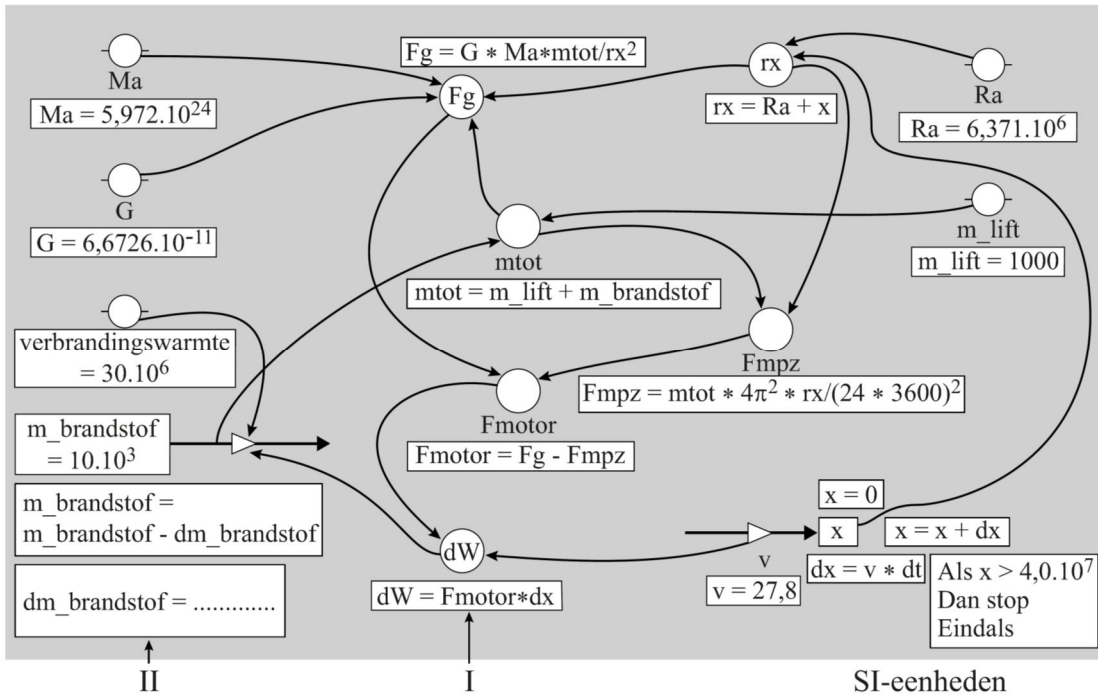 Ma
Ma = 5,972.10²⁴
Fg = G * Ma*mtot/rx²
Fg
rx
rx = Ra + x
Ra
Ra = 6,371.10⁶
G
G = 6,6726.10⁻¹¹
mtot
mtot = m_lift + m_brandstof
m_lift
m_lift = 1000
verbrandingswarmte
= 30.10⁶
Fmpz
Fmpz = mtot * 4π² * rx/(24 * 3600)²
Fmotor
Fmotor = Fg - Fmpz
m_brandstof
= 10.10³
m_brandstof =
m_brandstof - dm_brandstof
dm_brandstof = .............
dW
dW = Fmotor*dx
v
v = 27,8
x = 0
x
x = x + dx
dx = v * dt
Als x > 4,0.10⁷
Dan stop
Eindals
II
I
SI-eenheden